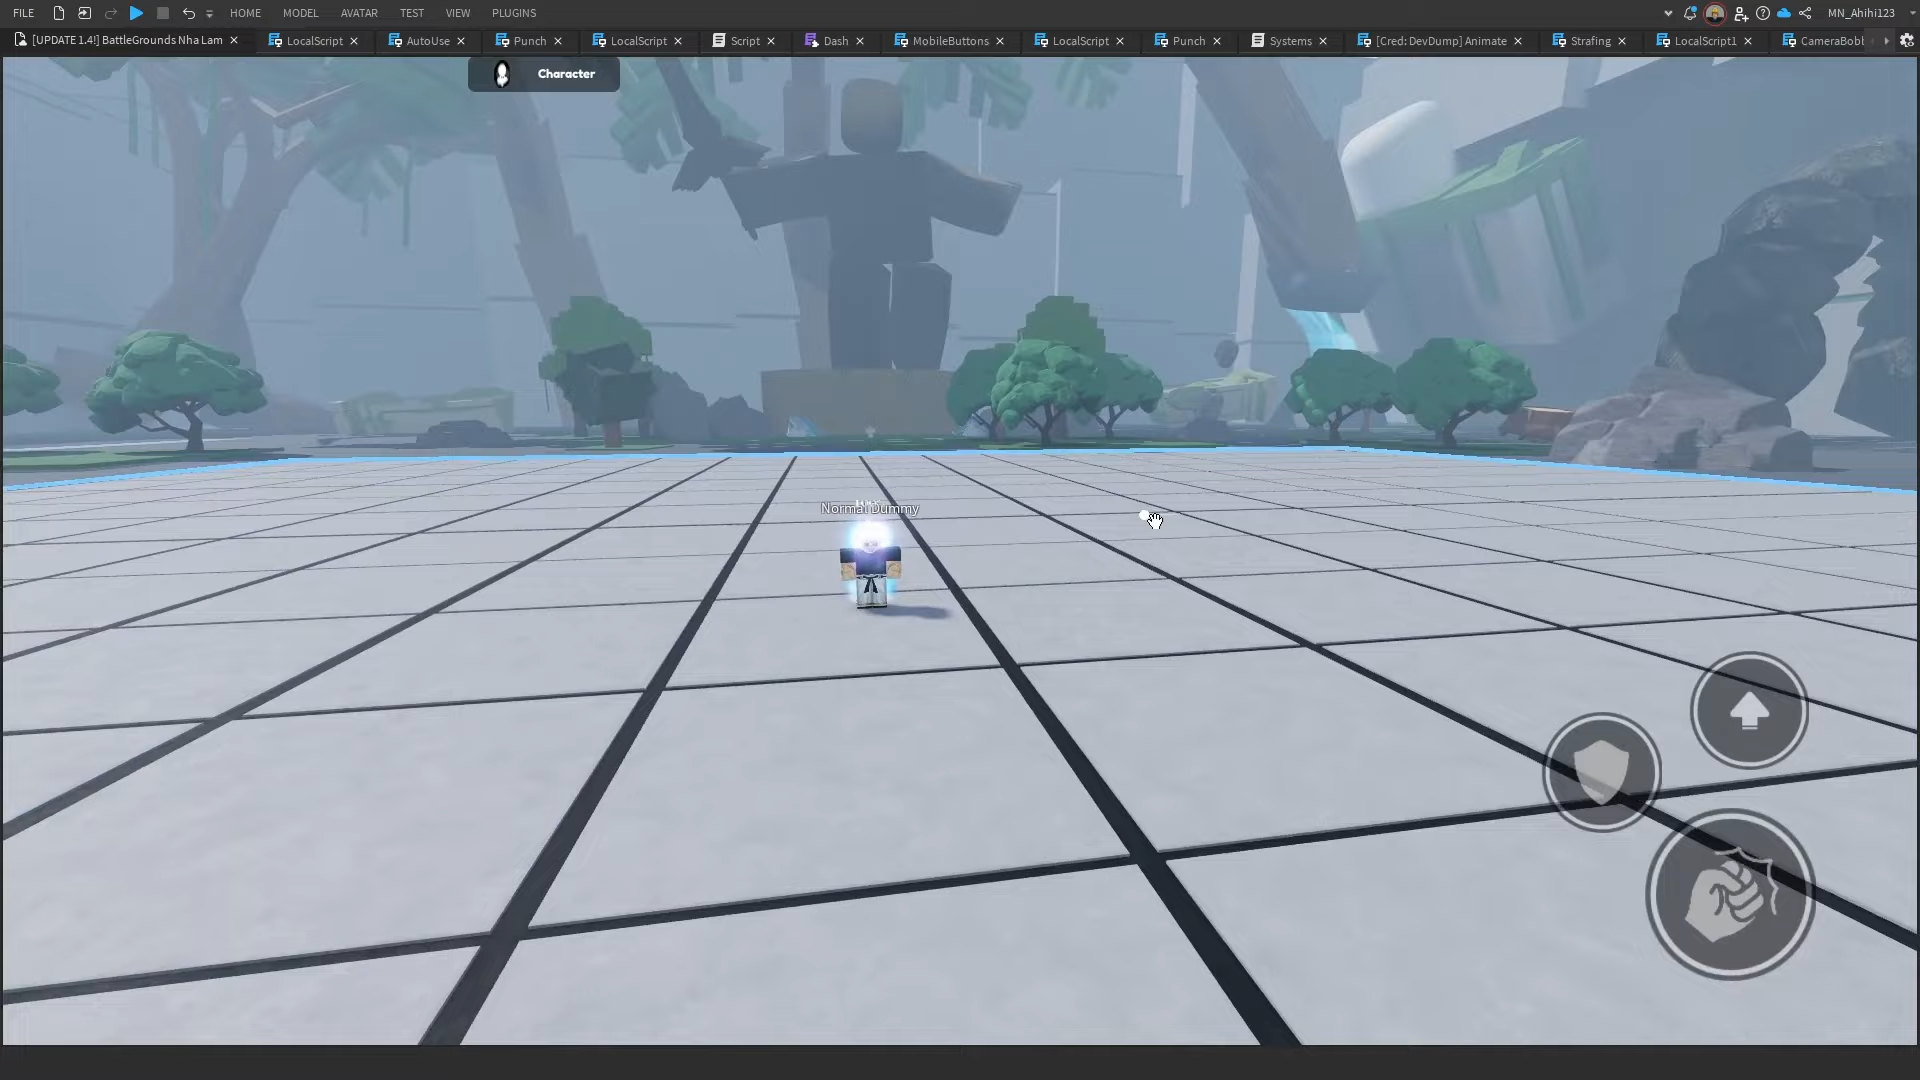 FILE HOME MODEL AVATAR TEST VIEW PLUGINS MN_Ahihi123
[UPDATE 1.4!] BattleGrounds Nha Lam LocalScript AutoUse Punch LocalScript Script Dash MobileButtons LocalScript Punch Systems [Cred: DevDump] Animate Strafing LocalScript1 CameraBobb
Character
Normal Dummy